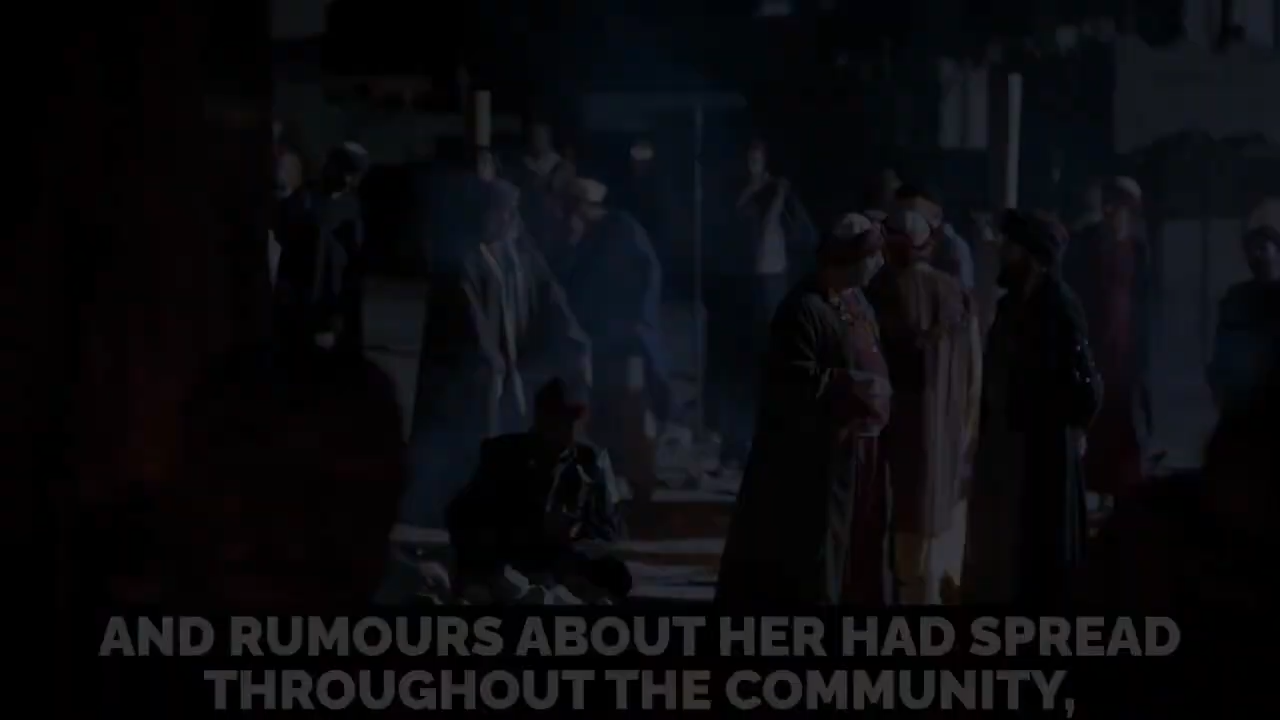 AND RUMOURS ABOUT HER HAD SPREAD
THROUGHOUT THE COMMUNITY,